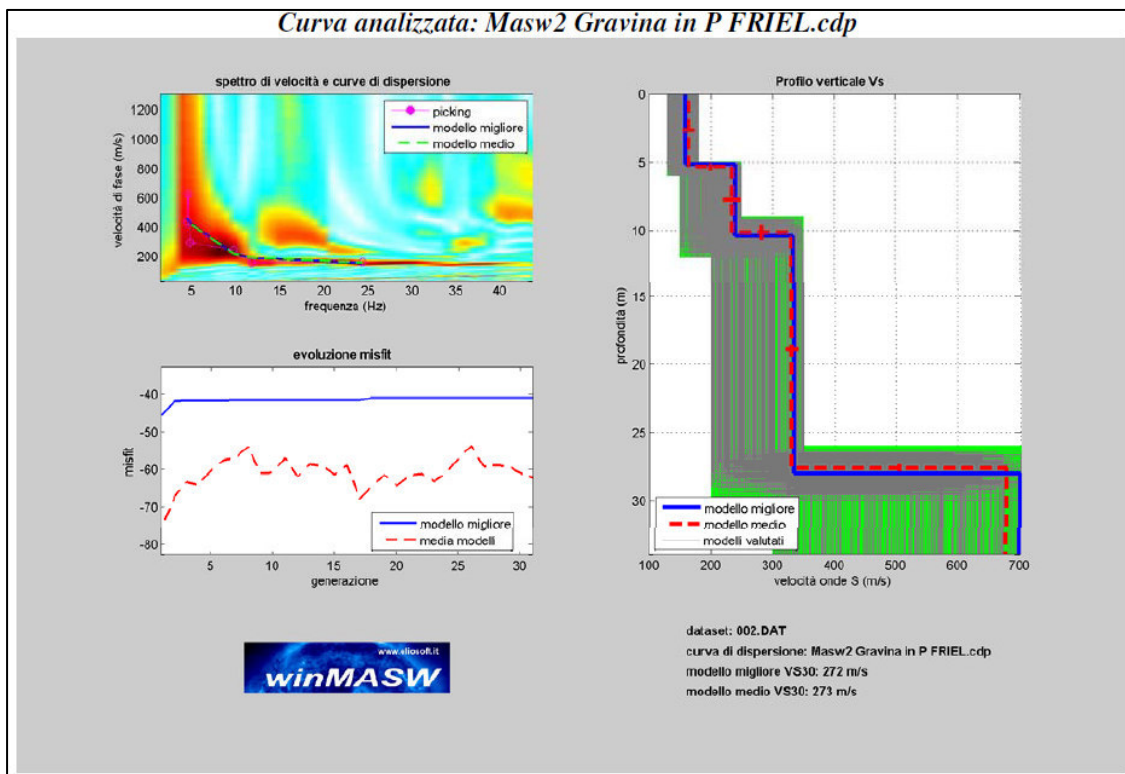 Curva analizzata: Masw2 Gravina in P FRIEL.cdp
spettro di velocità e curve di dispersione
velocità di fase (m/s)
1200
1000
800
600
400
200
picking
modello migliore
modello medio
5 10 15 20 25 30 35 40
frequenza (Hz)
evoluzione misfit
misfit
-40
-50
-60
-70
-80
modello migliore
media modelli
5 10 15 20 25 30
generazione
www.eliosoft.it
winMASW
Profilo verticale Vs
profondità (m)
0
5
10
15
20
25
30
modello migliore
modello medio
modelli valutati
100 200 300 400 500 600 700
velocità onde S (m/s)
dataset: 002.DAT
curva di dispersione: Masw2 Gravina in P FRIEL.cdp
modello migliore VS30: 272 m/s
modello medio VS30: 273 m/s